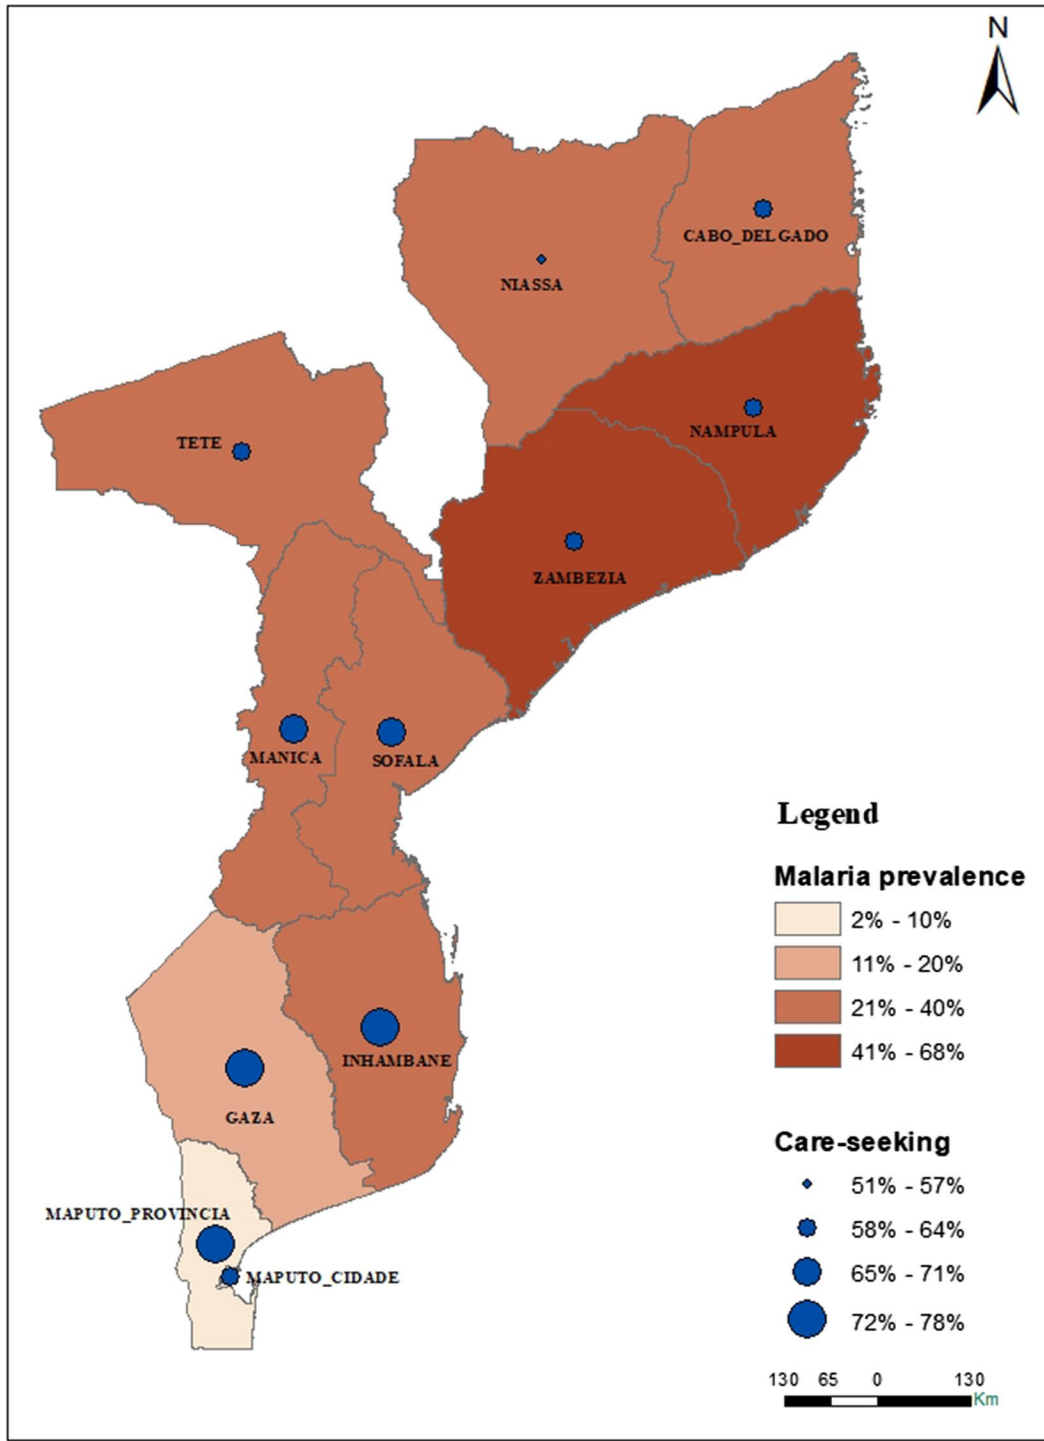 N
CABO_DELGADO
NIASSA
NAMPULA
TETE
ZAMBEZIA
MANICA
SOFALA
INHAMBANE
GAZA
MAPUTO_PROVINCIA
MAPUTO_CIDADE
Legend
Malaria prevalence
2% - 10%
11% - 20%
21% - 40%
41% - 68%
Care-seeking
51% - 57%
58% - 64%
65% - 71%
72% - 78%
130 65 0 130
Km